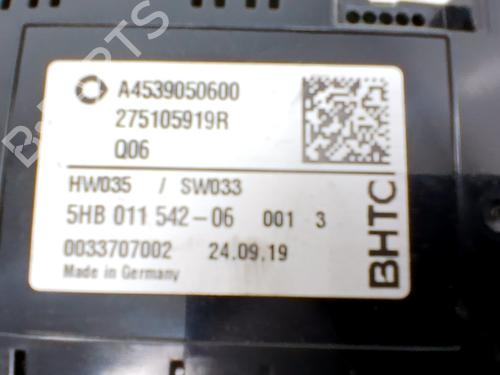 B-PARTS
A4539050600
275105919R
Q06
HW035 / SW033
5HB 011 542-06 001 3
0033707002 24.09.19
Made in Germany
BHTC